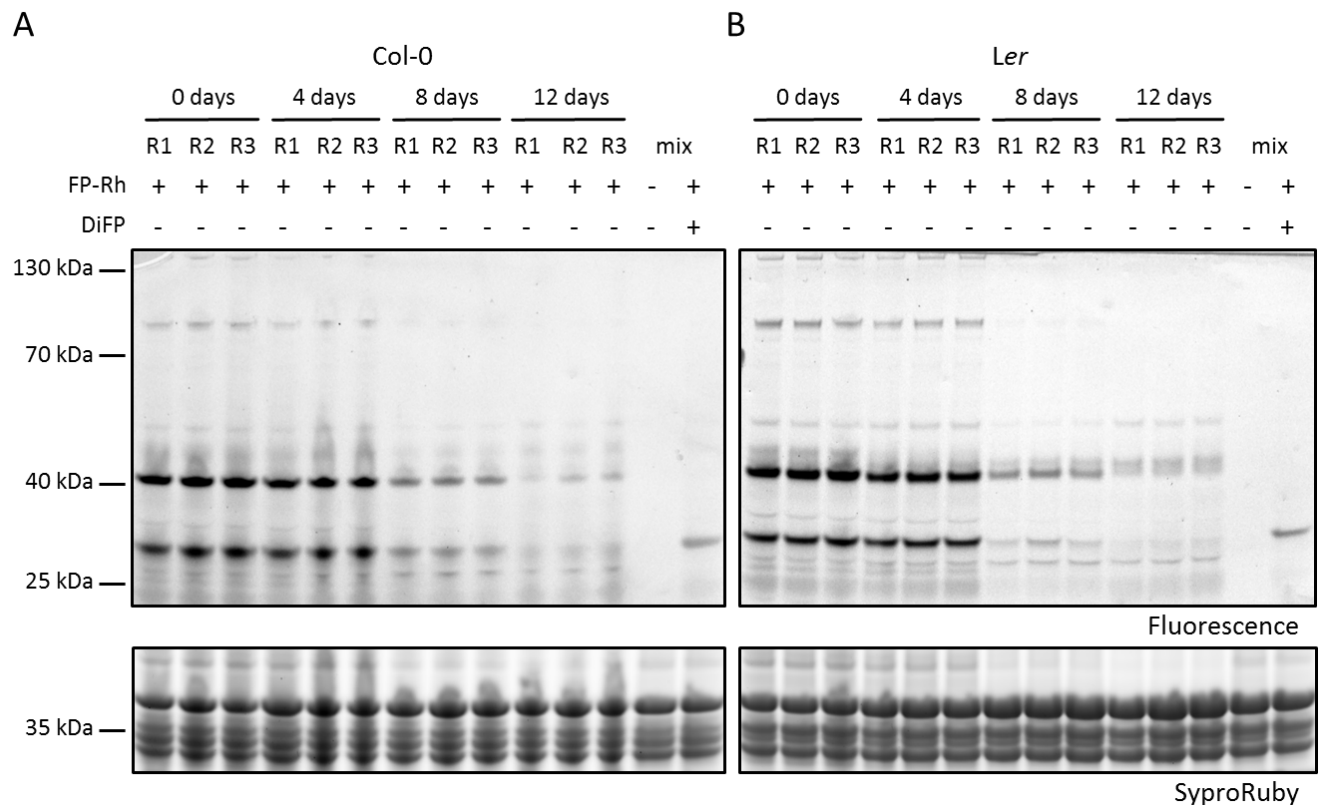 A B
Col-0 Ler
0 days 4 days 8 days 12 days 0 days 4 days 8 days 12 days
R1 R2 R3 R1 R2 R3 R1 R2 R3 R1 R2 R3 mix R1 R2 R3 R1 R2 R3 R1 R2 R3 R1 R2 R3 mix
FP-Rh + + + + + + + + + + + + - + + + + + + + + + + + + + - +
DiFP - - - - - - - - - - - - - + - - - - - - - - - - - - - +
130 kDa
70 kDa
40 kDa
25 kDa
Fluorescence
35 kDa
SyproRuby